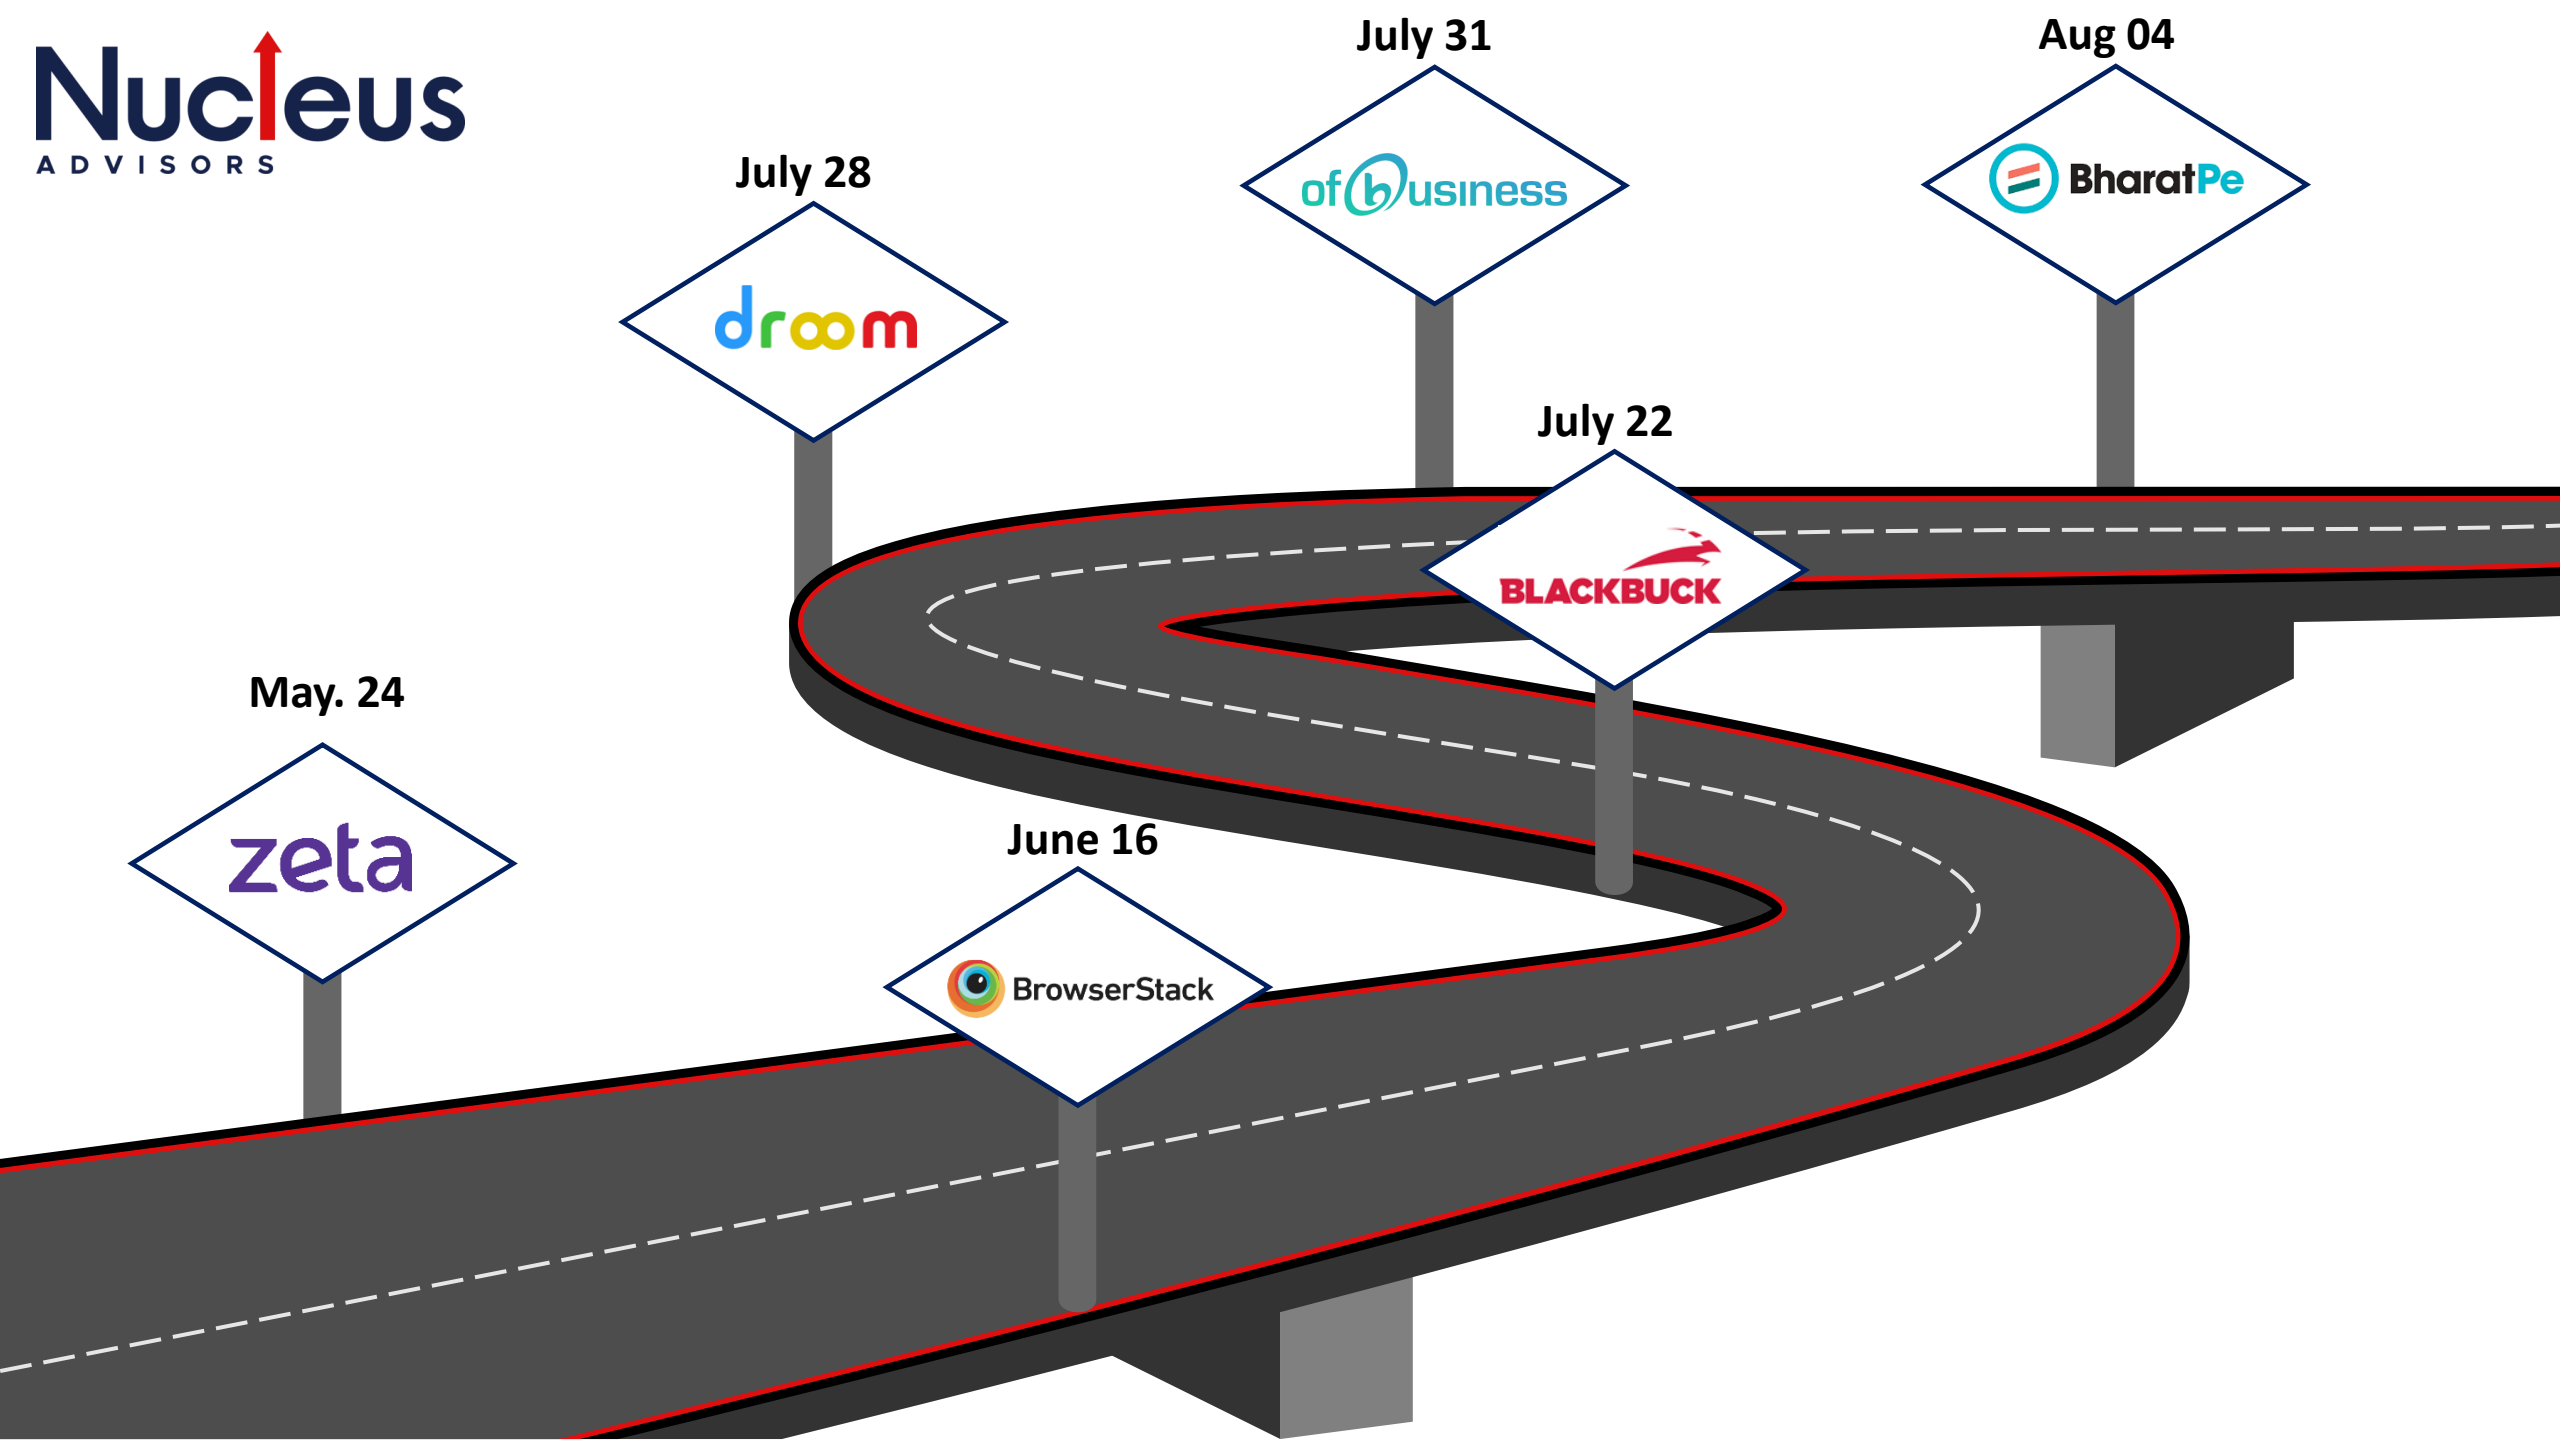 Nucleus
ADVISORS
July 31
ofbusiness
Aug 04
BharatPe
July 28
droom
July 22
BLACKBUCK
May. 24
zeta
June 16
BrowserStack